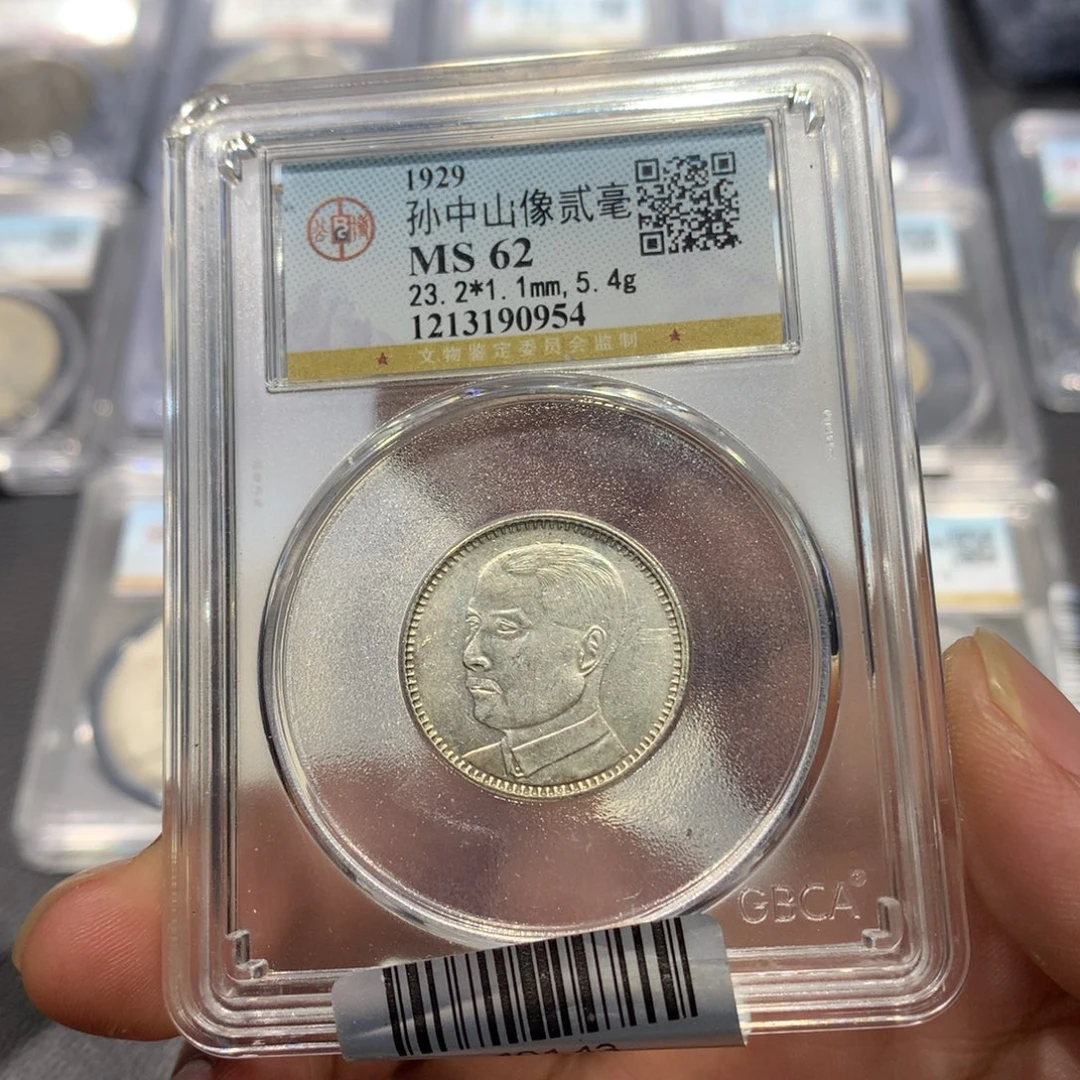 1929
孙中山像贰毫
MS 62
23.2*1.1mm,5.4g
1213190954
文物鉴定委员会监制
GBCA®